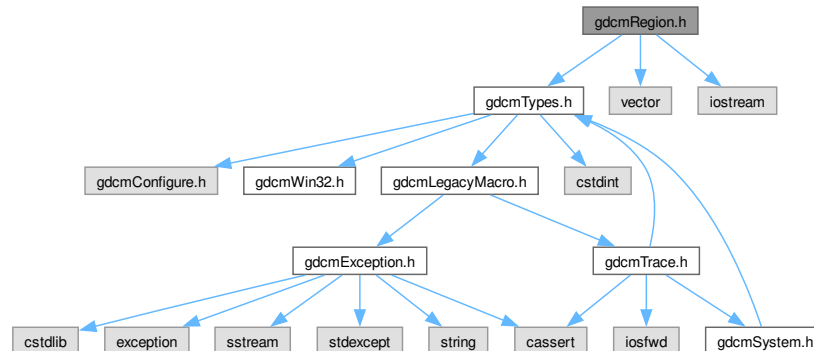 gdcmRegion.h
gdcmTypes.h
vector
iostream
gdcmConfigure.h
gdcmWin32.h
gdcmLegacyMacro.h
cstdint
gdcmException.h
gdcmTrace.h
cstdlib
exception
sstream
stdexcept
string
cassert
iosfwd
gdcmSystem.h